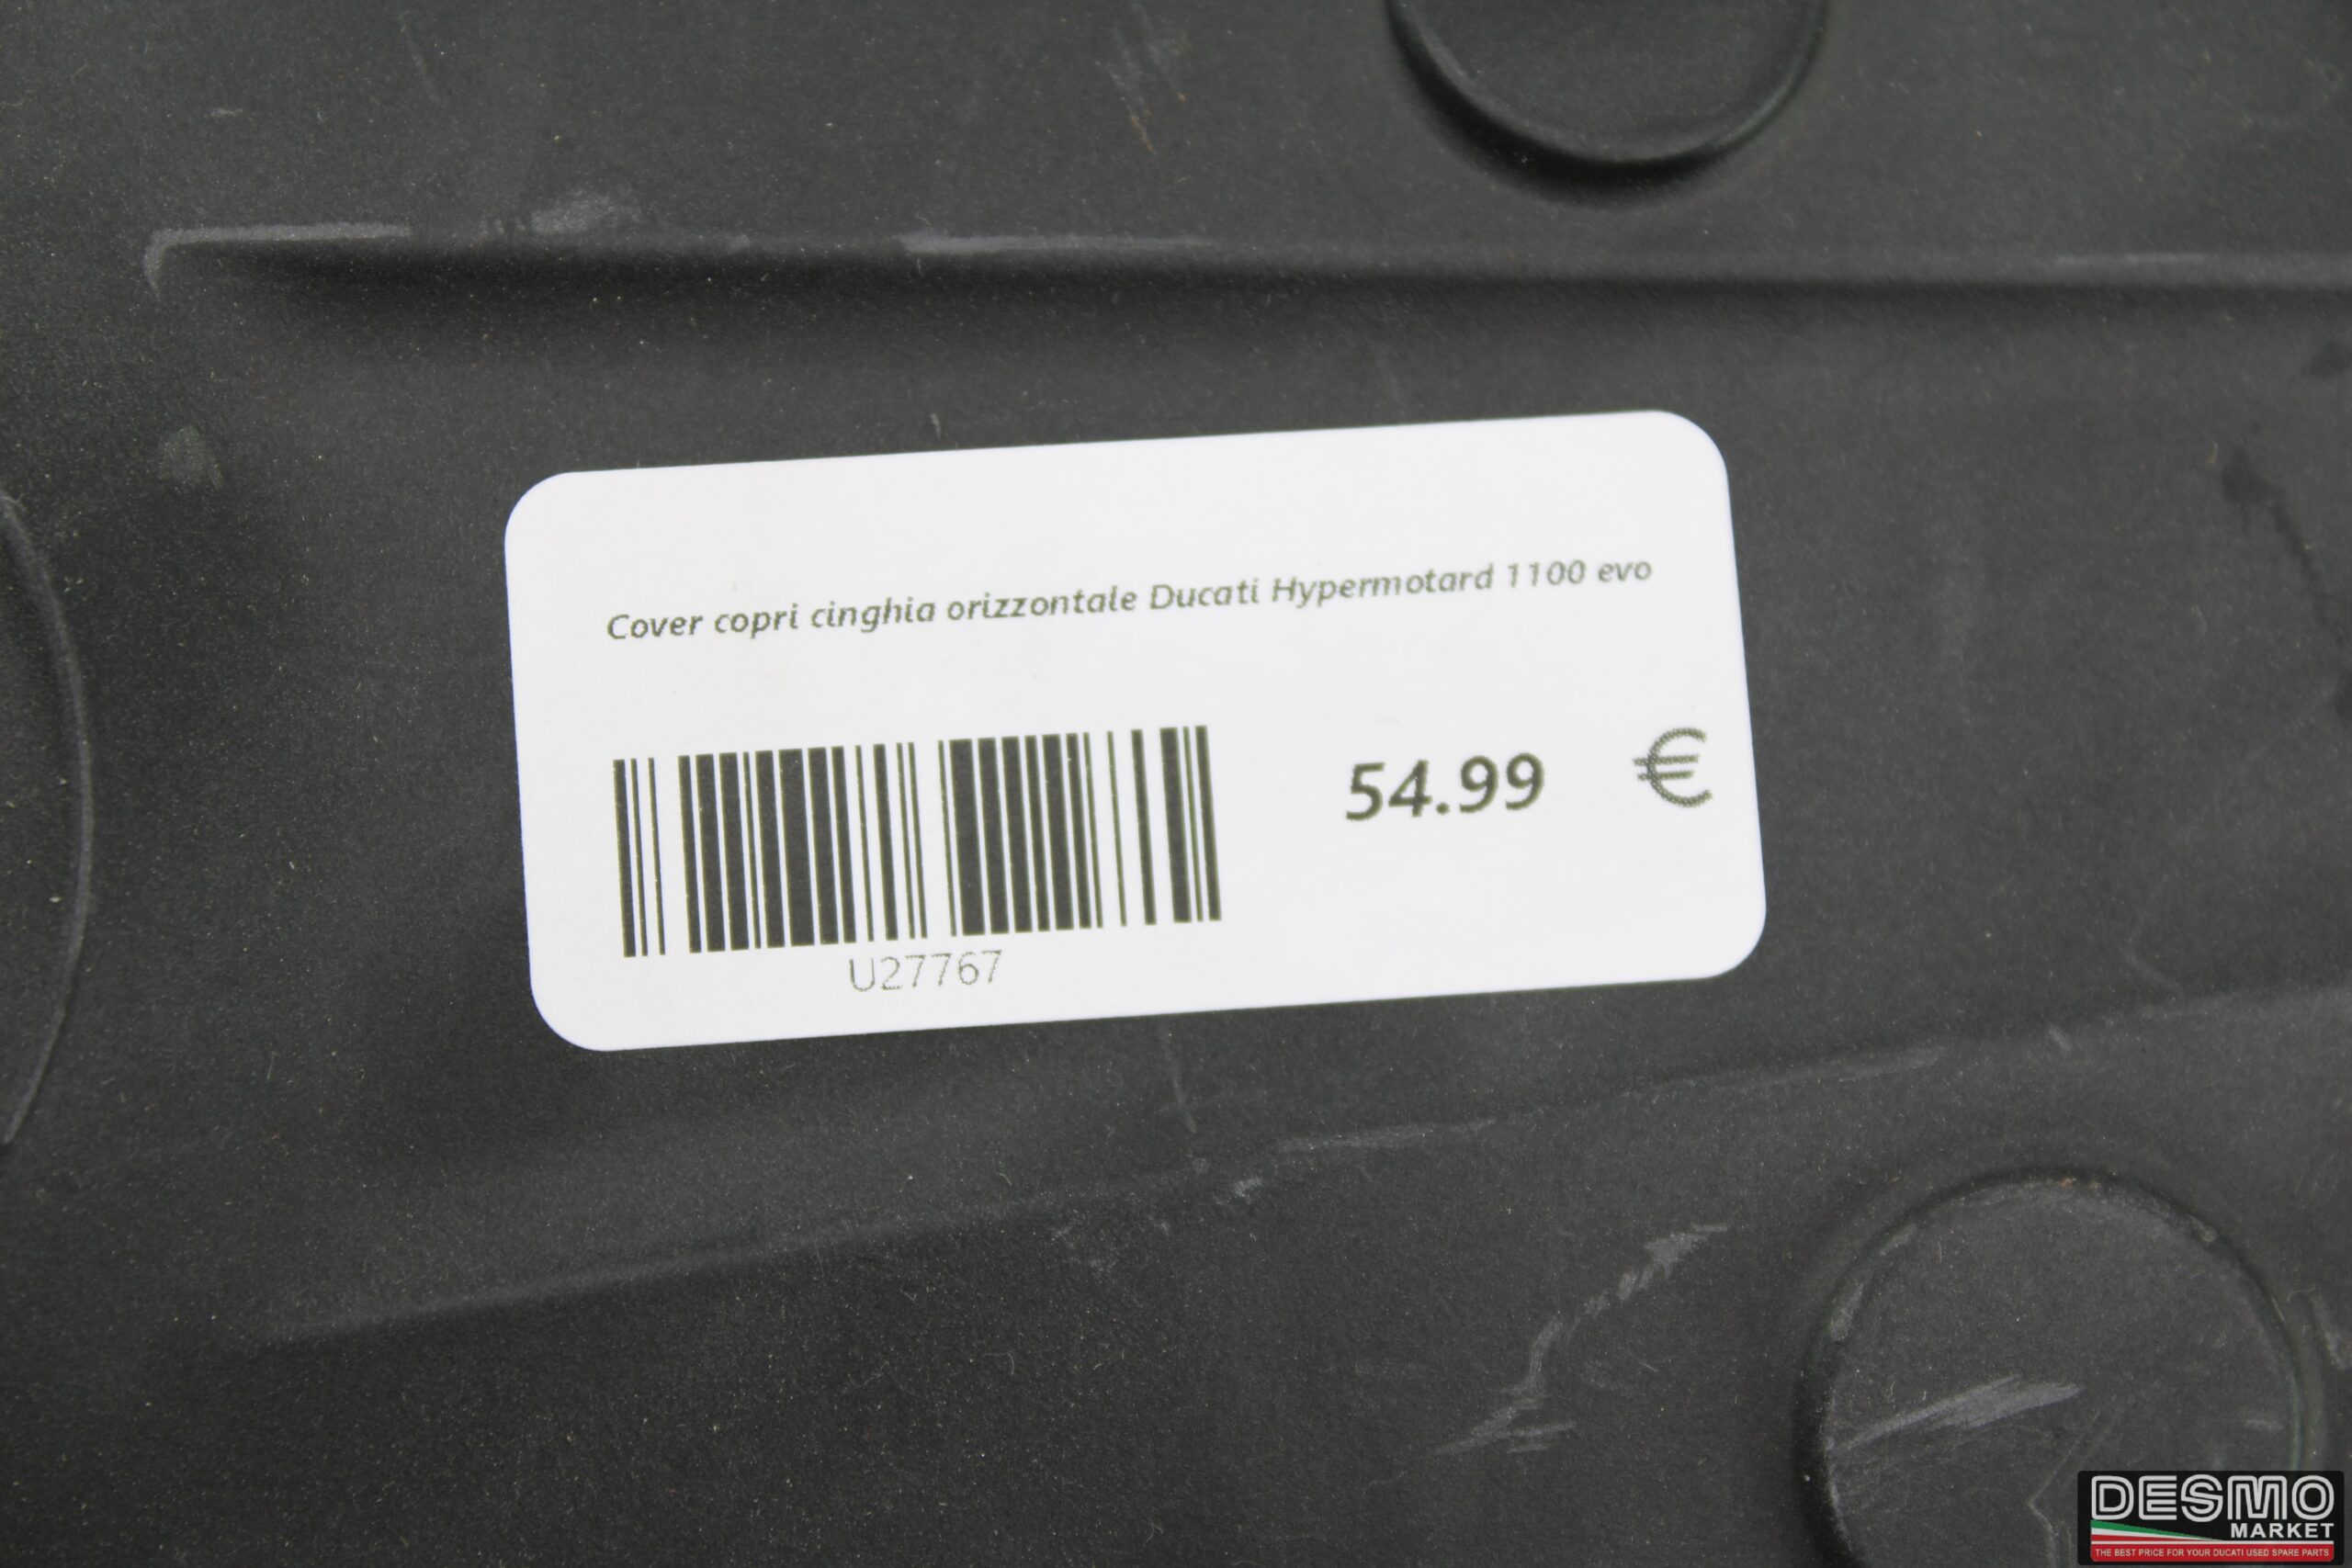 Cover copri cinghia orizzontale Ducati Hypermotard 1100 evo
54.99 €
U27767
DESMO
MARKET
THE BEST PRICE FOR YOUR DUCATI USED SPARE PARTS